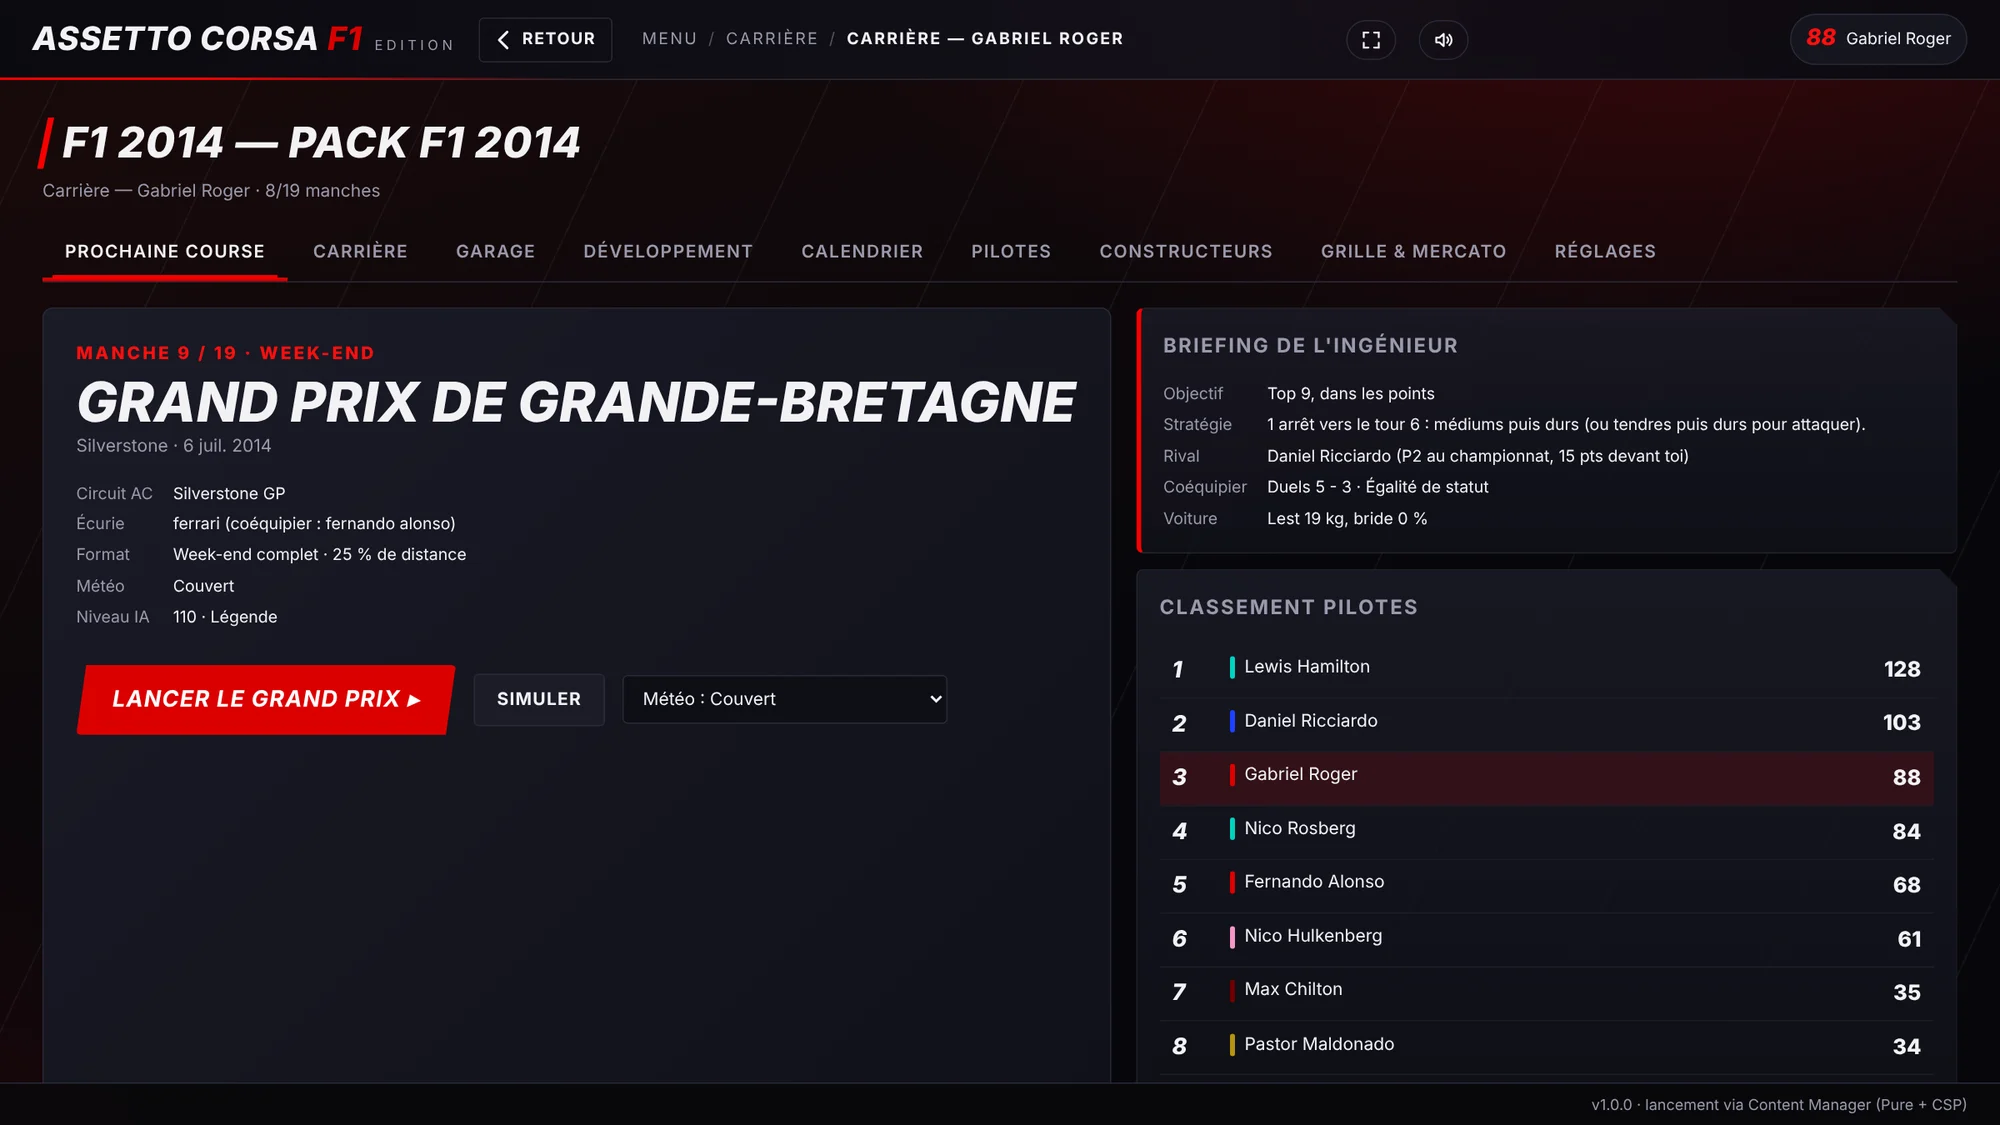 ASSETTO CORSA F1 EDITION
RETOUR
MENU / CARRIÈRE / CARRIÈRE — GABRIEL ROGER
88 Gabriel Roger
F1 2014 — PACK F1 2014
Carrière — Gabriel Roger · 8/19 manches
PROCHAINE COURSE CARRIÈRE GARAGE DÉVELOPPEMENT CALENDRIER PILOTES CONSTRUCTEURS GRILLE & MERCATO RÉGLAGES
MANCHE 9 / 19 · WEEK-END
GRAND PRIX DE GRANDE-BRETAGNE
Silverstone · 6 juil. 2014
Circuit AC Silverstone GP
Écurie ferrari (coéquipier : fernando alonso)
Format Week-end complet · 25 % de distance
Météo Couvert
Niveau IA 110 · Légende
LANCER LE GRAND PRIX ▸
SIMULER
Météo : Couvert
BRIEFING DE L'INGÉNIEUR
Objectif Top 9, dans les points
Stratégie 1 arrêt vers le tour 6 : médiums puis durs (ou tendres puis durs pour attaquer).
Rival Daniel Ricciardo (P2 au championnat, 15 pts devant toi)
Coéquipier Duels 5 - 3 · Égalité de statut
Voiture Lest 19 kg, bride 0 %
CLASSEMENT PILOTES
1 Lewis Hamilton 128
2 Daniel Ricciardo 103
3 Gabriel Roger 88
4 Nico Rosberg 84
5 Fernando Alonso 68
6 Nico Hulkenberg 61
7 Max Chilton 35
8 Pastor Maldonado 34
v1.0.0 · lancement via Content Manager (Pure + CSP)